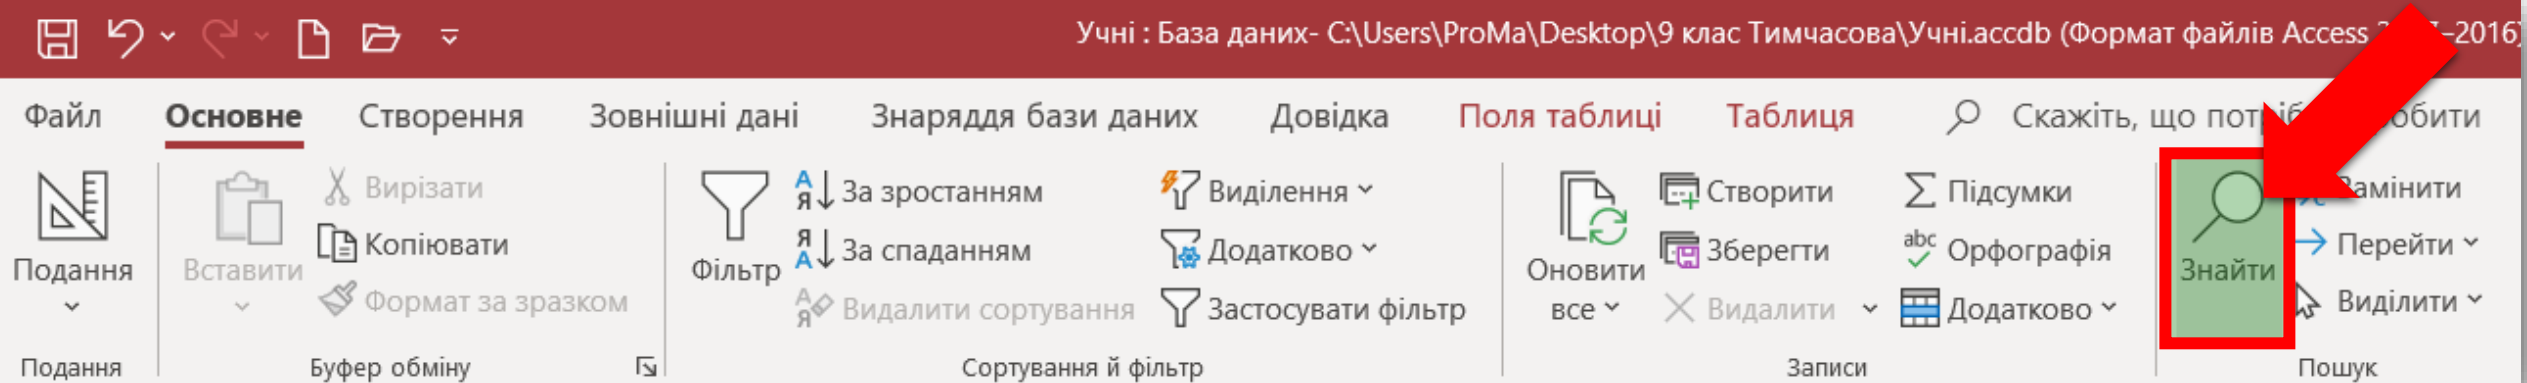 Учні : База даних- C:\Users\ProMa\Desktop\9 клас Тимчасова\Учні.accdb (Формат файлів Access –2016)
Файл Основне Створення Зовнішні дані Знаряддя бази даних Довідка Поля таблиці Таблиця Скажіть, що
Подання
Подання
Вставити
Вирізати
Копіювати
Формат за зразком
Буфер обміну
Фільтр
А Я За зростанням
Я А За спаданням
А Я Видалити сортування
Виділення
Додатково
Застосувати фільтр
Сортування й фільтр
Оновити
все
Створити
Зберегти
Видалити
Підсумки
abc Орфографія
Додатково
Записи
Знайти
Перейти
Виділити
Пошук